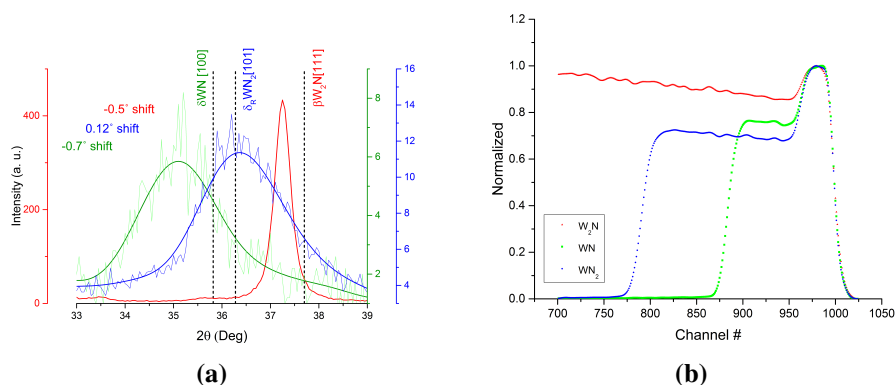 δWN [100]
δRWN2[101]
βW2N[111]
-0.5˚ shift
0.12˚ shift
-0.7˚ shift
Intensity (a. u.)
400
200
0
16
14
12
10
8
6
4
8
6
4
2
33 34 35 36 37 38 39
2θ (Deg)
(a)
Normalized
1.2
1.0
0.8
0.6
0.4
0.2
0.0
W2N
WN
WN2
700 750 800 850 900 950 1000 1050
Channel #
(b)